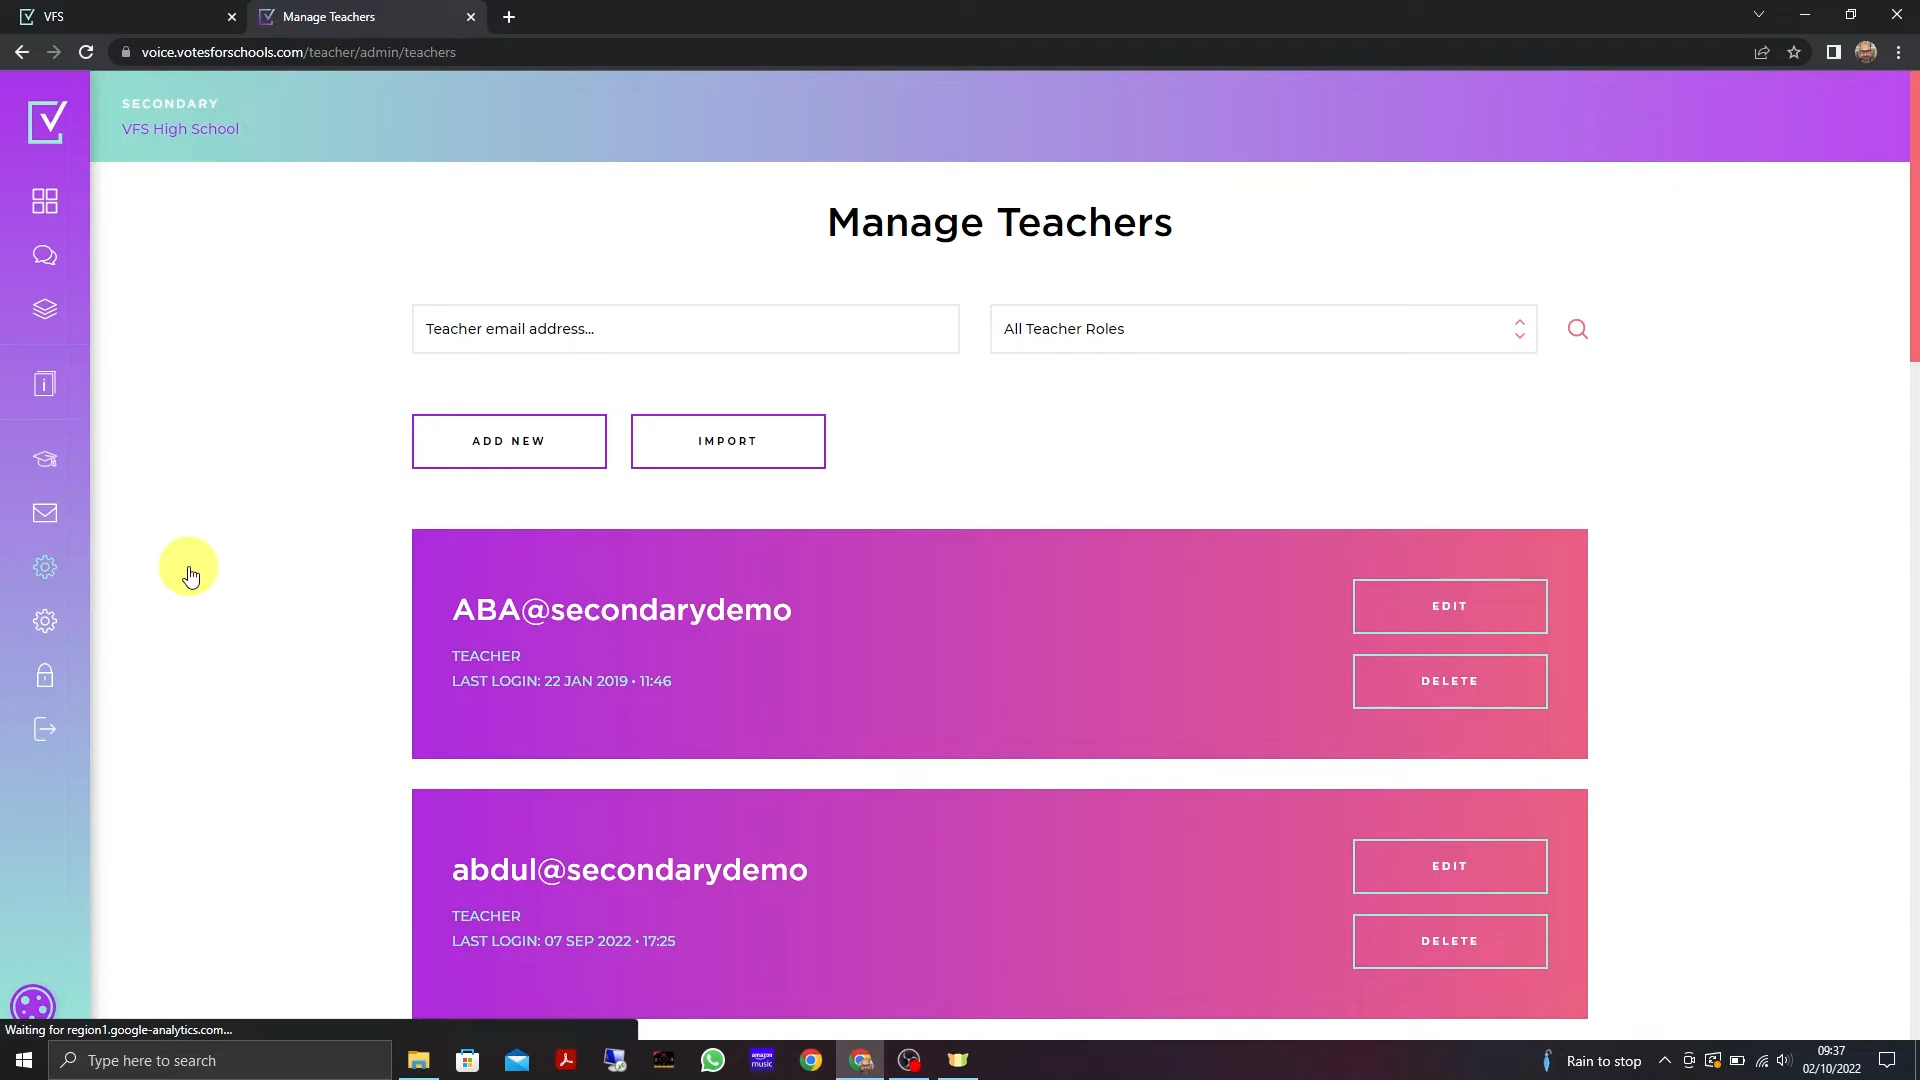 VFS
Manage Teachers
voice.votesforschools.com/teacher/admin/teachers
SECONDARY
VFS High School
Manage Teachers
Teacher email address...
All Teacher Roles
ADD NEW
IMPORT
ABA@secondarydemo
TEACHER
LAST LOGIN: 22 JAN 2019 • 11:46
EDIT
DELETE
abdul@secondarydemo
TEACHER
LAST LOGIN: 07 SEP 2022 • 17:25
EDIT
DELETE
Waiting for region1.google-analytics.com...
Type here to search
amazon music
Rain to stop
09:37
02/10/2022